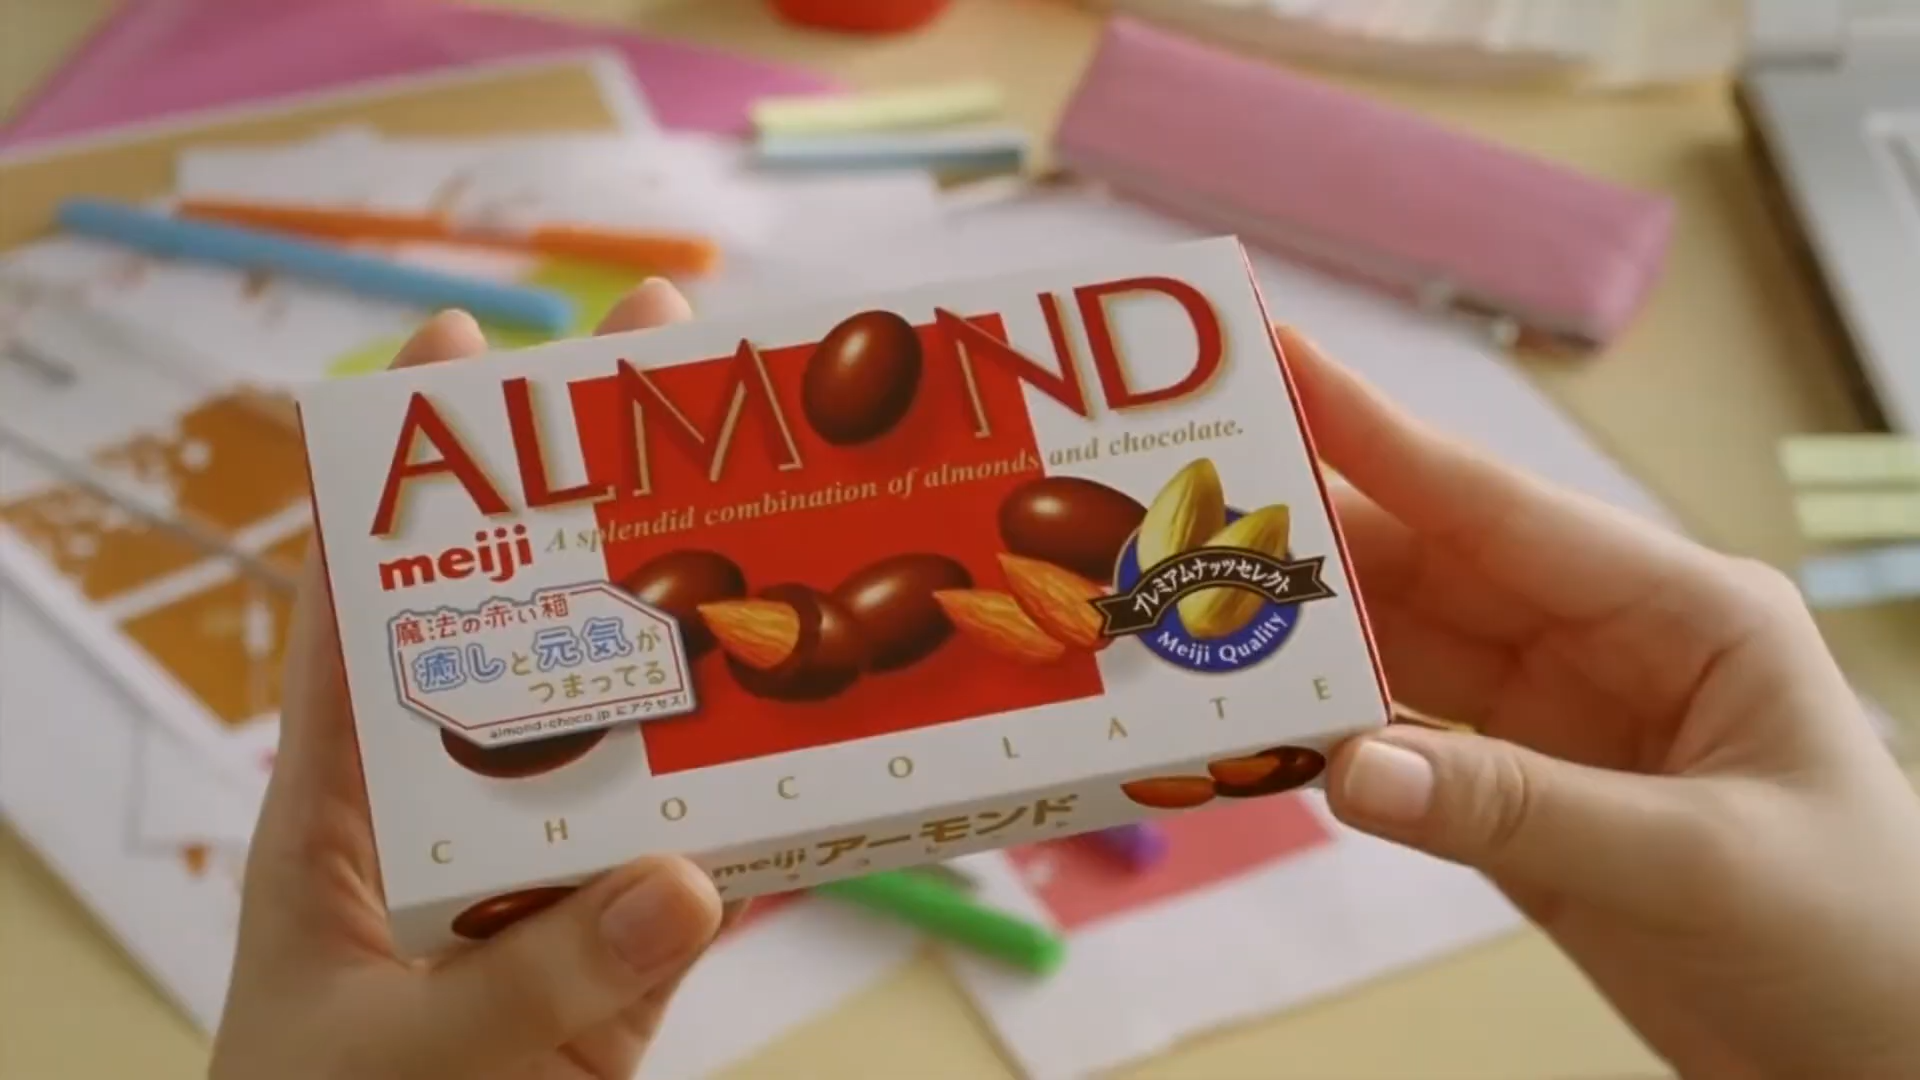 ALMOND
A splendid combination of almonds and chocolate.
meiji
魔法の赤い箱
癒しと元気が
つまってる
almond-choco.jp にアクセス!
プレミアムナッツセレクト
Meiji Quality
CHOCOLATE
meiji アーモンド